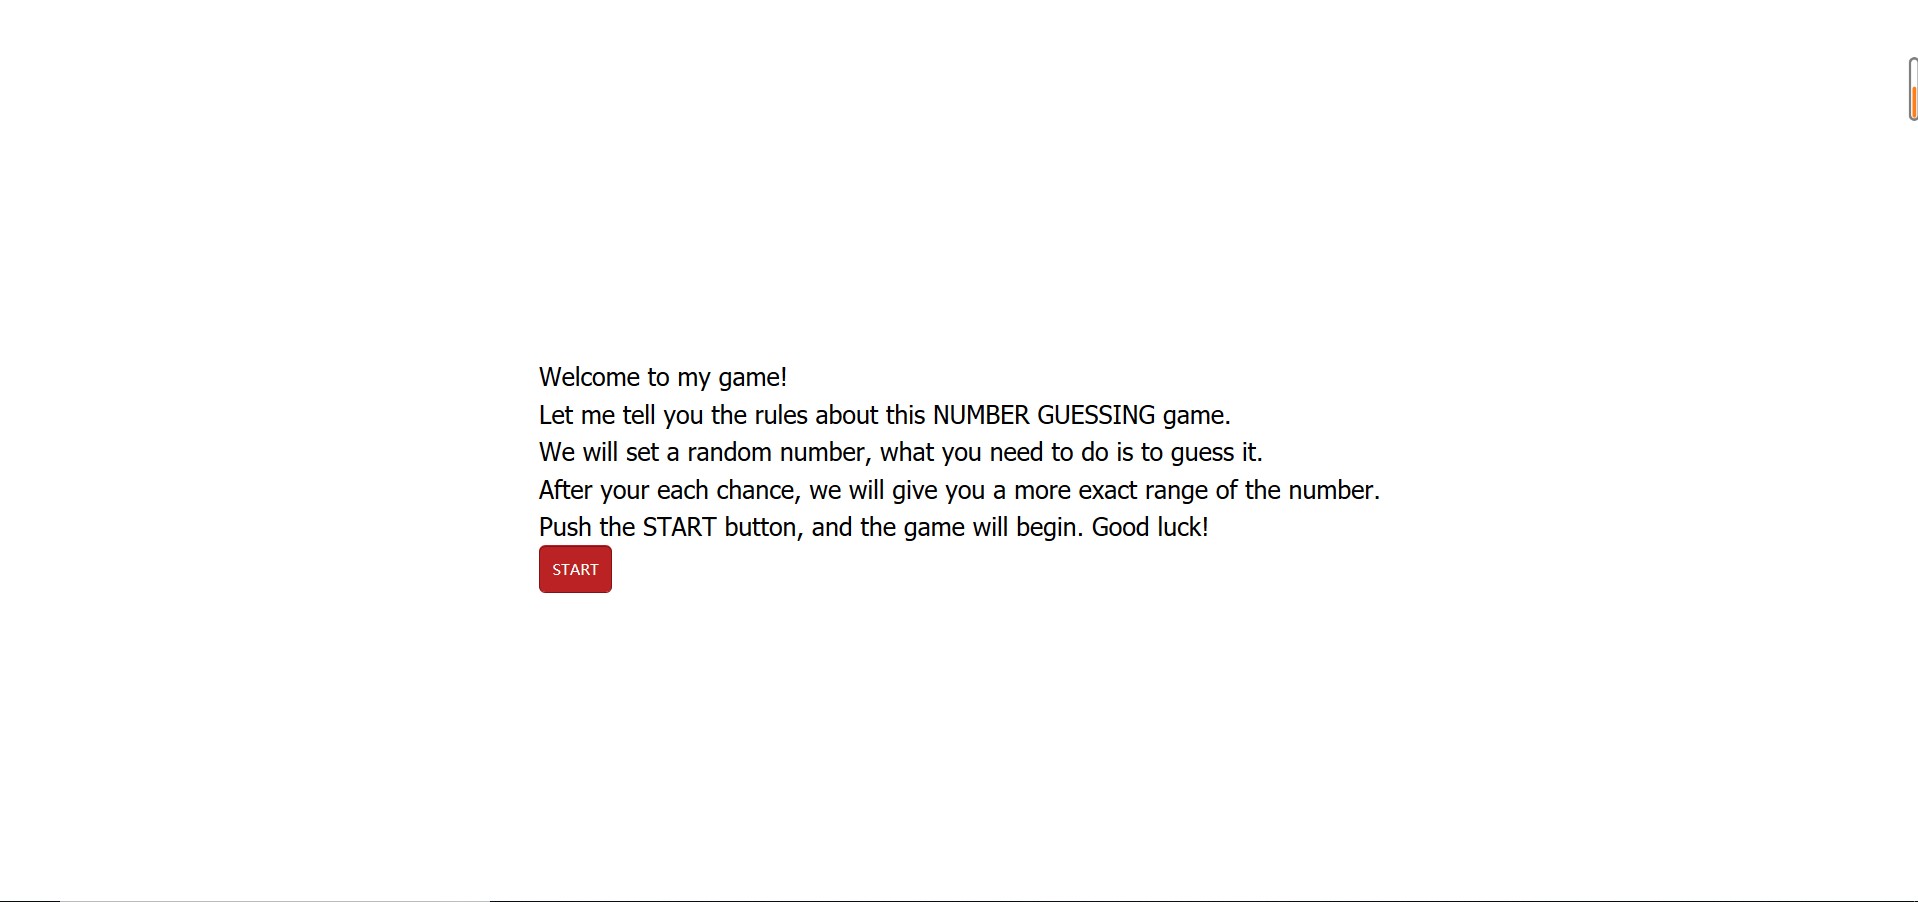 Welcome to my game!
Let me tell you the rules about this NUMBER GUESSING game.
We will set a random number, what you need to do is to guess it.
After your each chance, we will give you a more exact range of the number.
Push the START button, and the game will begin. Good luck!
START